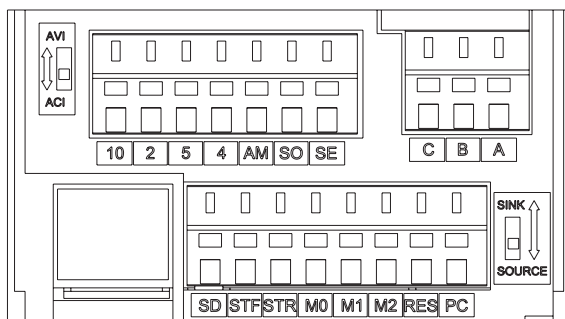 AVI
ACI
10 2 5 4 AM SO SE
C B A
SINK
SOURCE
SD STF STR M0 M1 M2 RES PC